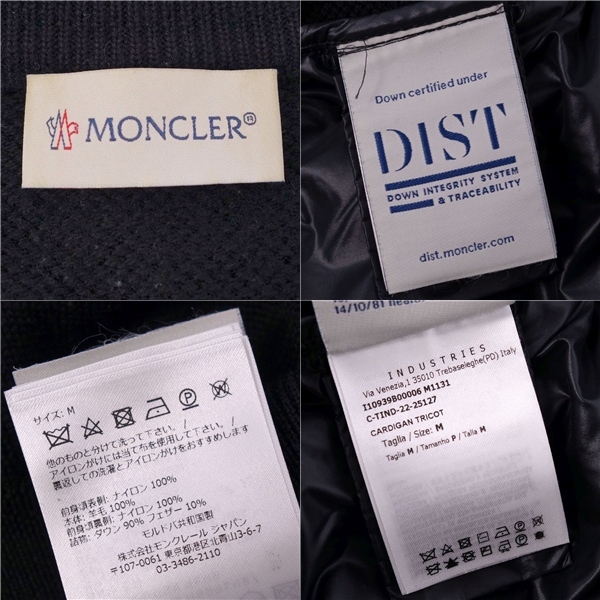 MONCLER®
Down certified under
DIST
DOWN INTEGRITY SYSTEM
& TRACEABILITY
dist.moncler.com
サイズ: M
他のものと分けて洗って下さい/
アイロンがけには当て布を使用して下さい/
裏返しての洗濯とアイロンがけをおすすめします
前身頃表側: ナイロン 100%
本体: 羊毛 100%
前身頃裏側: ナイロン 100%
詰物: ダウン 90% フェザー 10%
モルドバ共和国製
株式会社モンクレール ジャパン
〒107-0061 東京都港区北青山3-6-7
03-3486-2110
14/10/81
INDUSTRIES
Via Venezia,1 35010 Trebaseleghe(PD) Italy
I10939B00006 M1131
C-TIND-22-25127
CARDIGAN TRICOT
Taglia / Size: M
Taglia M / Tamanho P / Talla M